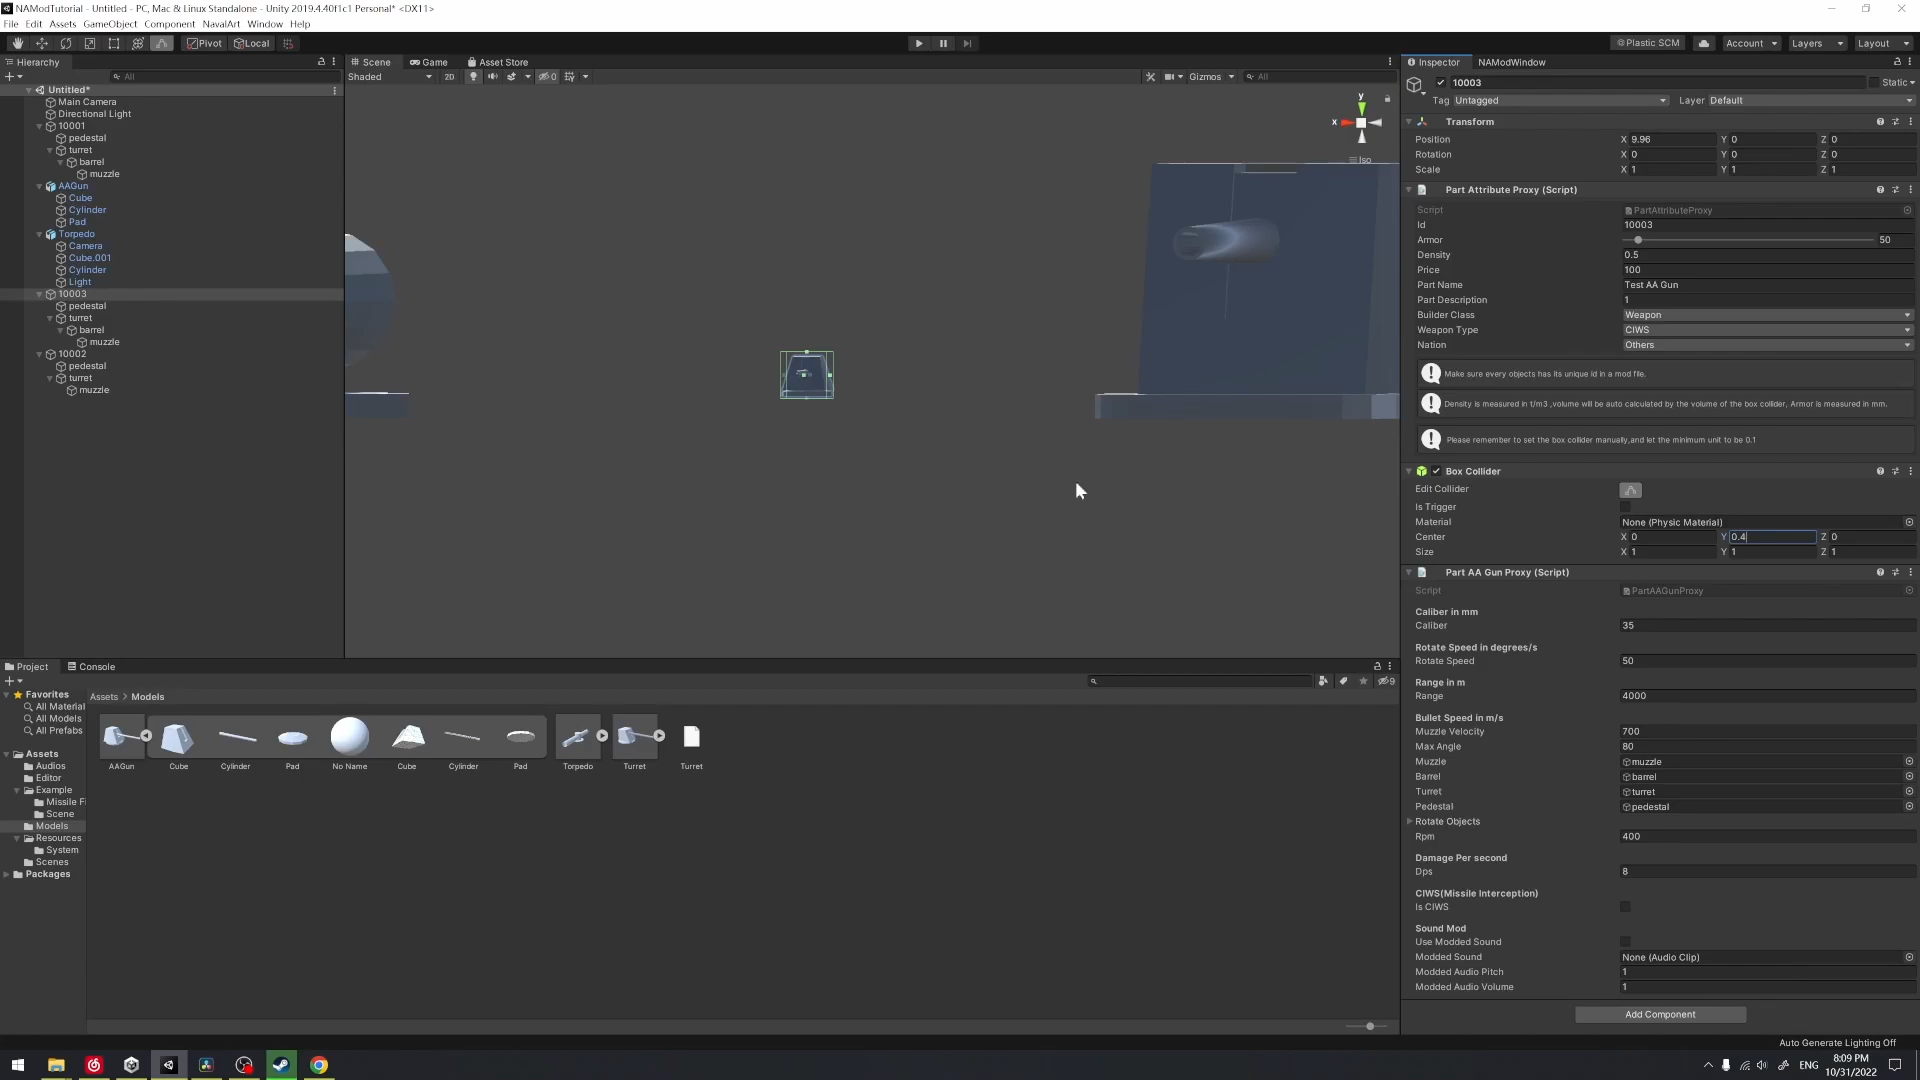 NAModTutorial - Untitled - PC, Mac & Linux Standalone - Unity 2019.4.40f1c1 Personal* <DX11>
File Edit Assets GameObject Component NavalArt Window Help
Pivot Local Plastic SCM Account Layers Layout
Hierarchy
All
Untitled*
Main Camera
Directional Light
10001
pedestal
turret
barrel
muzzle
AAGun
Cube
Cylinder
Pad
Torpedo
Camera
Cube.001
Cylinder
Light
10003
pedestal
turret
barrel
muzzle
10002
pedestal
turret
muzzle
Scene Game Asset Store
Shaded 2D 0 Gizmos All
y
x
Iso
Inspector NAModWindow
10003 Static
Tag Untagged Layer Default
Transform
Position X 9.96 Y 0 Z 0
Rotation X 0 Y 0 Z 0
Scale X 1 Y 1 Z 1
Part Attribute Proxy (Script)
Script PartAttributeProxy
Id 10003
Armor 50
Density 0.5
Price 100
Part Name Test AA Gun
Part Description 1
Builder Class Weapon
Weapon Type CIWS
Nation Others
Make sure every objects has its unique id in a mod file.
Density is measured in t/m3 ,volume will be auto calculated by the volume of the box collider, Armor is measured in mm.
Please remember to set the box collider manually,and let the minimum unit to be 0.1
Box Collider
Edit Collider
Is Trigger
Material None (Physic Material)
Center X 0 Y 0.4 Z 0
Size X 1 Y 1 Z 1
Part AA Gun Proxy (Script)
Script PartAAGunProxy
Caliber in mm
Caliber 35
Rotate Speed in degrees/s
Rotate Speed 50
Range in m
Range 4000
Bullet Speed in m/s
Muzzle Velocity 700
Max Angle 80
Muzzle muzzle
Barrel barrel
Turret turret
Pedestal pedestal
Rotate Objects
Rpm 400
Damage Per second
Dps 8
CIWS(Missile Interception)
Is CIWS
Sound Mod
Use Modded Sound
Modded Sound None (Audio Clip)
Modded Audio Pitch 1
Modded Audio Volume 1
Add Component
Project Console
9
Favorites
All Material
All Models
All Prefabs
Assets
Audios
Editor
Example
Missile Fi
Scene
Models
Resources
System
Scenes
Packages
Assets > Models
AAGun Cube Cylinder Pad No Name Cube Cylinder Pad Torpedo Turret Turret
Auto Generate Lighting Off
ENG
8:09 PM
10/31/2022